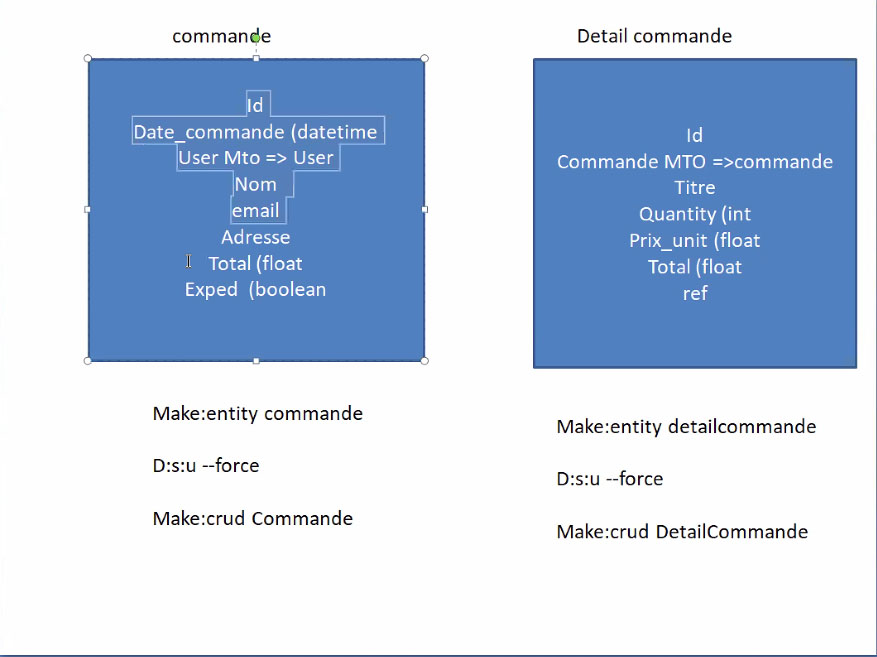 commande
Id
Date_commande (datetime
User Mto => User
Nom
email
Adresse
Total (float
Exped (boolean
Make:entity commande
D:s:u --force
Make:crud Commande
Detail commande
Id
Commande MTO =>commande
Titre
Quantity (int
Prix_unit (float
Total (float
ref
Make:entity detailcommande
D:s:u --force
Make:crud DetailCommande